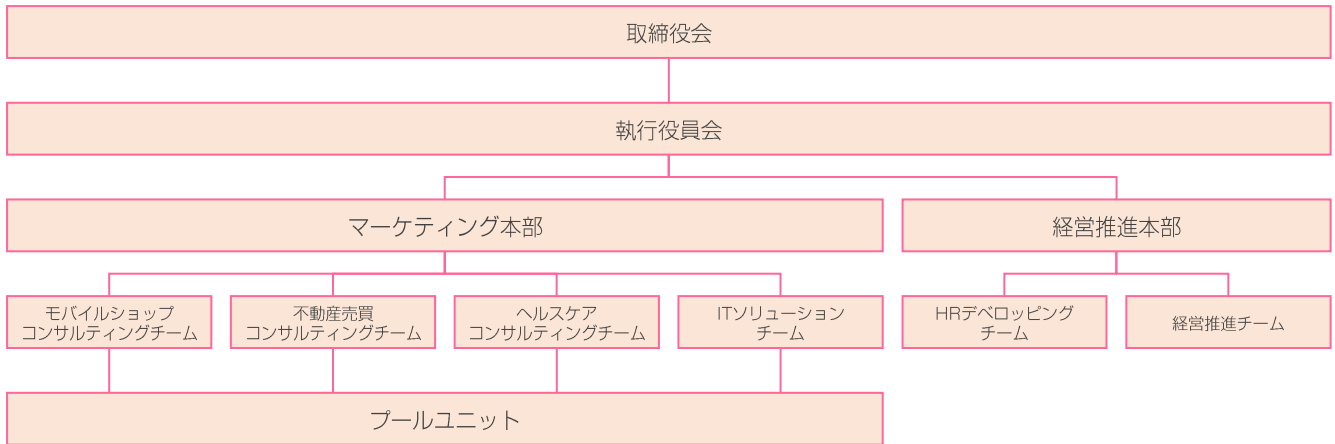 取締役会
執行役員会
マーケティング本部
経営推進本部
モバイルショップ
コンサルティングチーム
不動産売買
コンサルティングチーム
ヘルスケア
コンサルティングチーム
ITソリューション
チーム
HRデベロッピング
チーム
経営推進チーム
プールユニット